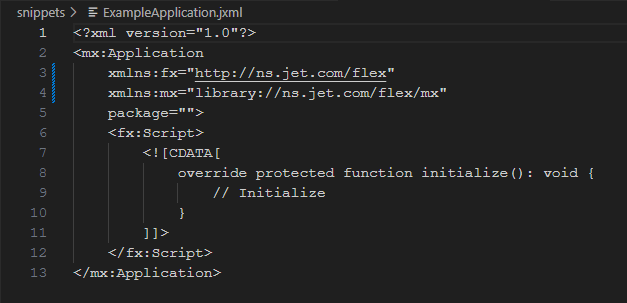 snippets > ExampleApplication.jxml
1 <?xml version="1.0"?>
2 <mx:Application
3     xmlns:fx="http://ns.jet.com/flex"
4     xmlns:mx="library://ns.jet.com/flex/mx"
5     package="">
6     <fx:Script>
7         <![CDATA[
8             override protected function initialize(): void {
9                 // Initialize
10             }
11         ]]>
12     </fx:Script>
13 </mx:Application>